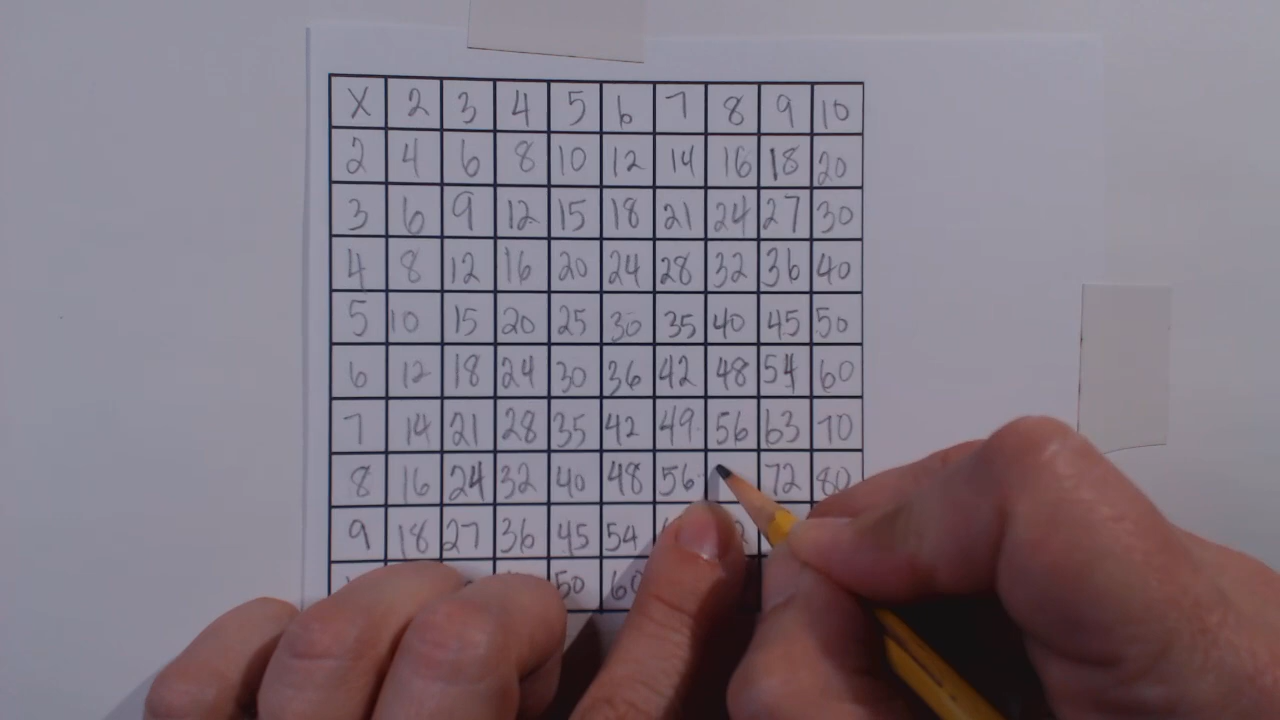 X 2 3 4 5 6 7 8 9 10
2 4 6 8 10 12 14 16 18 20
3 6 9 12 15 18 21 24 27 30
4 8 12 16 20 24 28 32 36 40
5 10 15 20 25 30 35 40 45 50
6 12 18 24 30 36 42 48 54 60
7 14 21 28 35 42 49 56 63 70
8 16 24 32 40 48 56 72 80
9 18 27 36 45 54
50 60